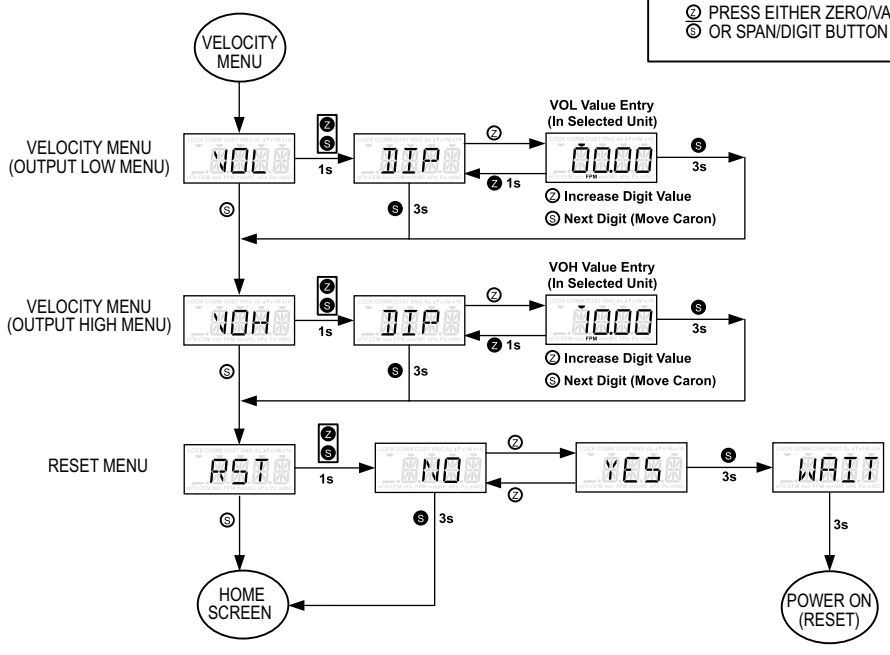 Ⓩ PRESS EITHER ZERO/VA
Ⓢ OR SPAN/DIGIT BUTTON
VELOCITY
MENU
VELOCITY MENU
(OUTPUT LOW MENU)
VOL
Z
S
1s
DIP
Ⓩ
Z 1s
VOL Value Entry
(In Selected Unit)
00.00
FPM
S
3s
Ⓩ Increase Digit Value
Ⓢ Next Digit (Move Caron)
Ⓢ
S 3s
VELOCITY MENU
(OUTPUT HIGH MENU)
VOH
Z
S
1s
DIP
Ⓩ
Z 1s
VOH Value Entry
(In Selected Unit)
10.00
FPM
S
3s
Ⓩ Increase Digit Value
Ⓢ Next Digit (Move Caron)
Ⓢ
S 3s
RESET MENU
RST
Z
S
1s
NO
Ⓩ
Ⓩ
YES
S
3s
WAIT
Ⓢ
S 3s
3s
HOME
SCREEN
POWER ON
(RESET)